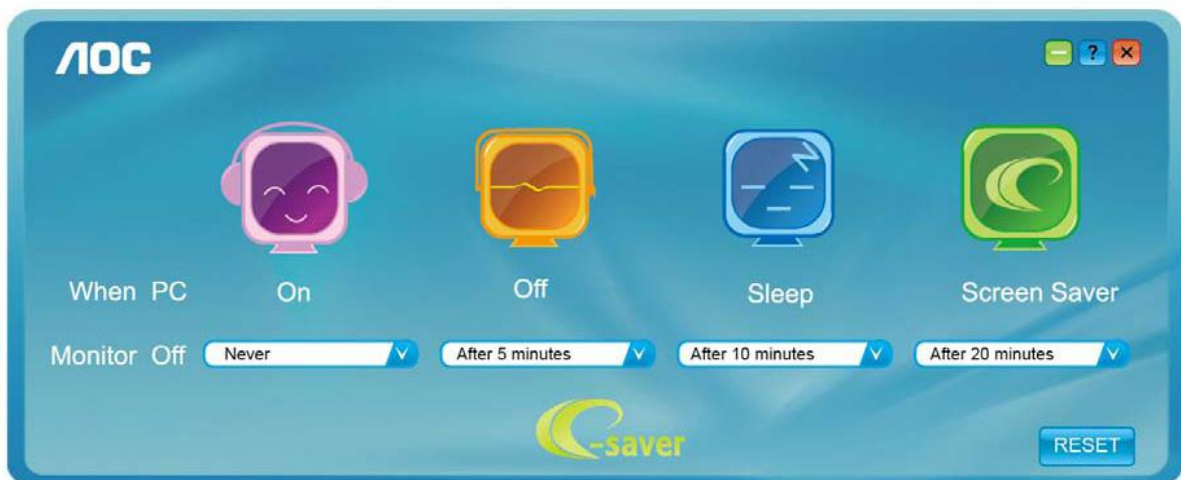 AOC
?
When PC On Off Sleep Screen Saver
Monitor Off Never After 5 minutes After 10 minutes After 20 minutes
e-saver
RESET